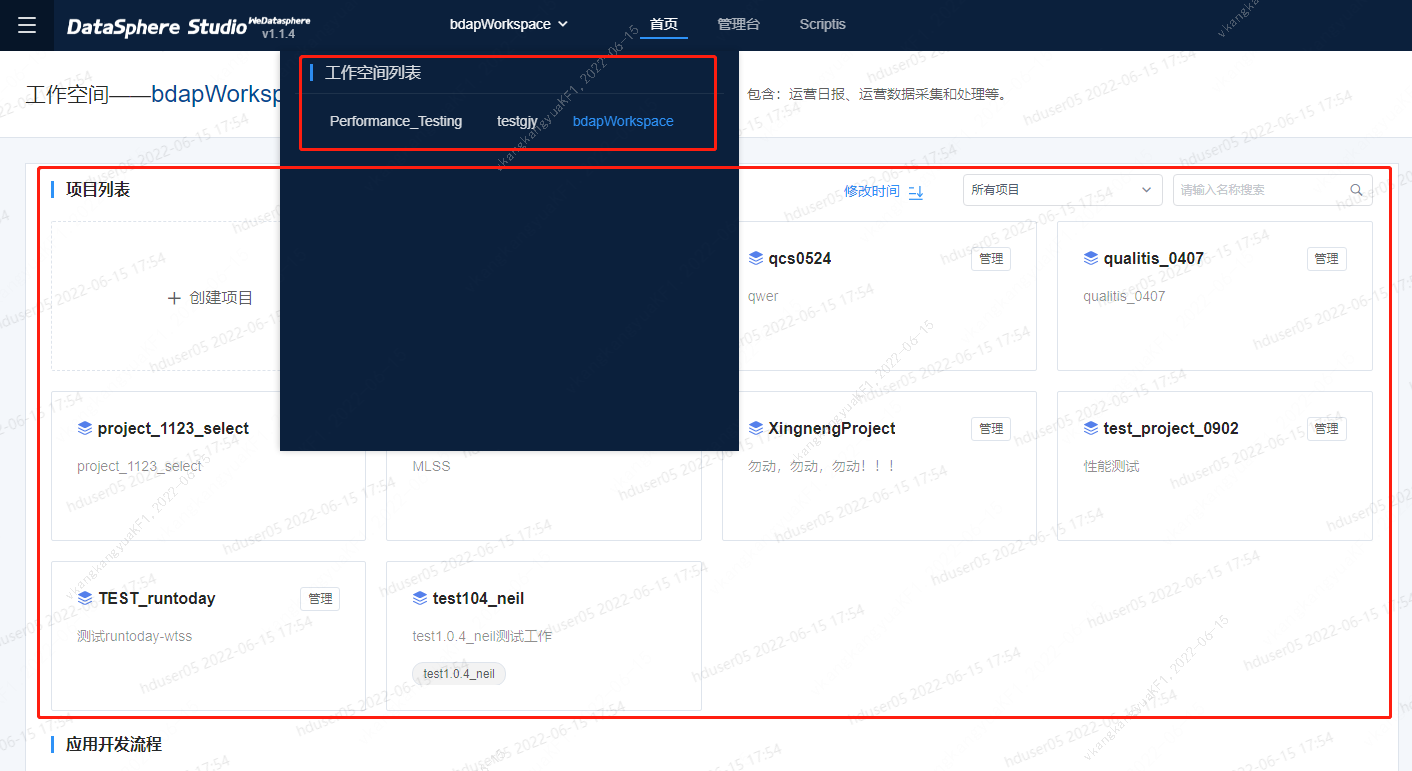 DataSphere Studio WeDatasphere
v1.1.4
bdapWorkspace 首页 管理台 Scriptis
工作空间列表
工作空间——bdapWorksp
包含：运营日报、运营数据采集和处理等。
Performance_Testing testgjy bdapWorkspace
项目列表
修改时间
所有项目
请输入名称搜索
创建项目
qcs0524 管理
qwer
qualitis_0407 管理
qualitis_0407
project_1123_select
project_1123_select
MLSS
XingnengProject 管理
勿动，勿动，勿动！！！
test_project_0902 管理
性能测试
TEST_runtoday 管理
测试runtoday-wtss
test104_neil
test1.0.4_neil测试工作
test1.0.4_neil
应用开发流程
hduser05 2022-06-15 17:54
vkangkangyuaKF1, 2022-06-15